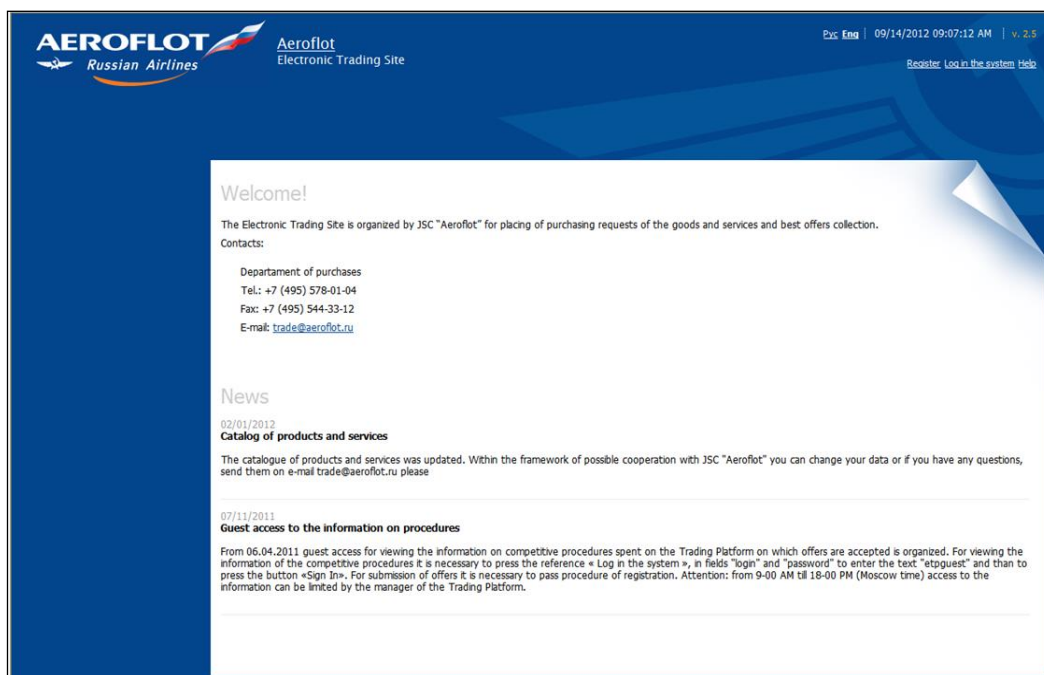 AEROFLOT
Russian Airlines
Aeroflot
Electronic Trading Site
Рус Eng | 09/14/2012 09:07:12 AM | v. 2.5
Register Log in the system Help
Welcome!
The Electronic Trading Site is organized by JSC "Aeroflot" for placing of purchasing requests of the goods and services and best offers collection.
Contacts:
Departament of purchases
Tel.: +7 (495) 578-01-04
Fax: +7 (495) 544-33-12
E-mail: trade@aeroflot.ru
News
02/01/2012
Catalog of products and services
The catalogue of products and services was updated. Within the framework of possible cooperation with JSC "Aeroflot" you can change your data or if you have any questions,
send them on e-mail trade@aeroflot.ru please
07/11/2011
Guest access to the information on procedures
From 06.04.2011 guest access for viewing the information on competitive procedures spent on the Trading Platform on which offers are accepted is organized. For viewing the
information of the competitive procedures it is necessary to press the reference « Log in the system », in fields "login" and "password" to enter the text "etpguest" and than to
press the button «Sign In». For submission of offers it is necessary to pass procedure of registration. Attention: from 9-00 AM till 18-00 PM (Moscow time) access to the
information can be limited by the manager of the Trading Platform.